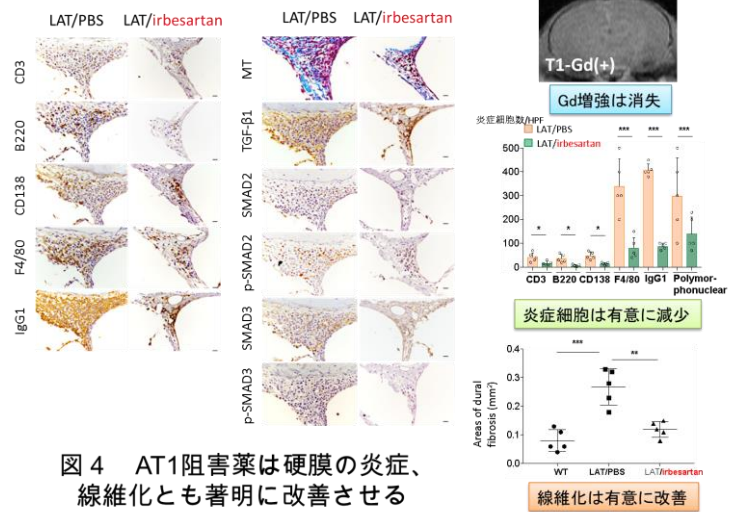 LAT/PBS LAT/irbesartan
CD3
B220
CD138
F4/80
IgG1
LAT/PBS LAT/irbesartan
MT
TGF-β1
SMAD2
p-SMAD2
SMAD3
p-SMAD3
T1-Gd(+)
Gd増強は消失
炎症細胞数/HPF
LAT/PBS
LAT/irbesartan
*** *** ***
* * *
500
400
300
200
100
0
CD3 B220 CD138 F4/80 IgG1 Polymor-
phonuclear
炎症細胞は有意に減少
*** **
Areas of dural
fibrosis (mm²)
0.4
0.3
0.2
0.1
0.0
WT LAT/PBS LAT/irbesartan
線維化は有意に改善
図4 AT1阻害薬は硬膜の炎症、
線維化とも著明に改善させる